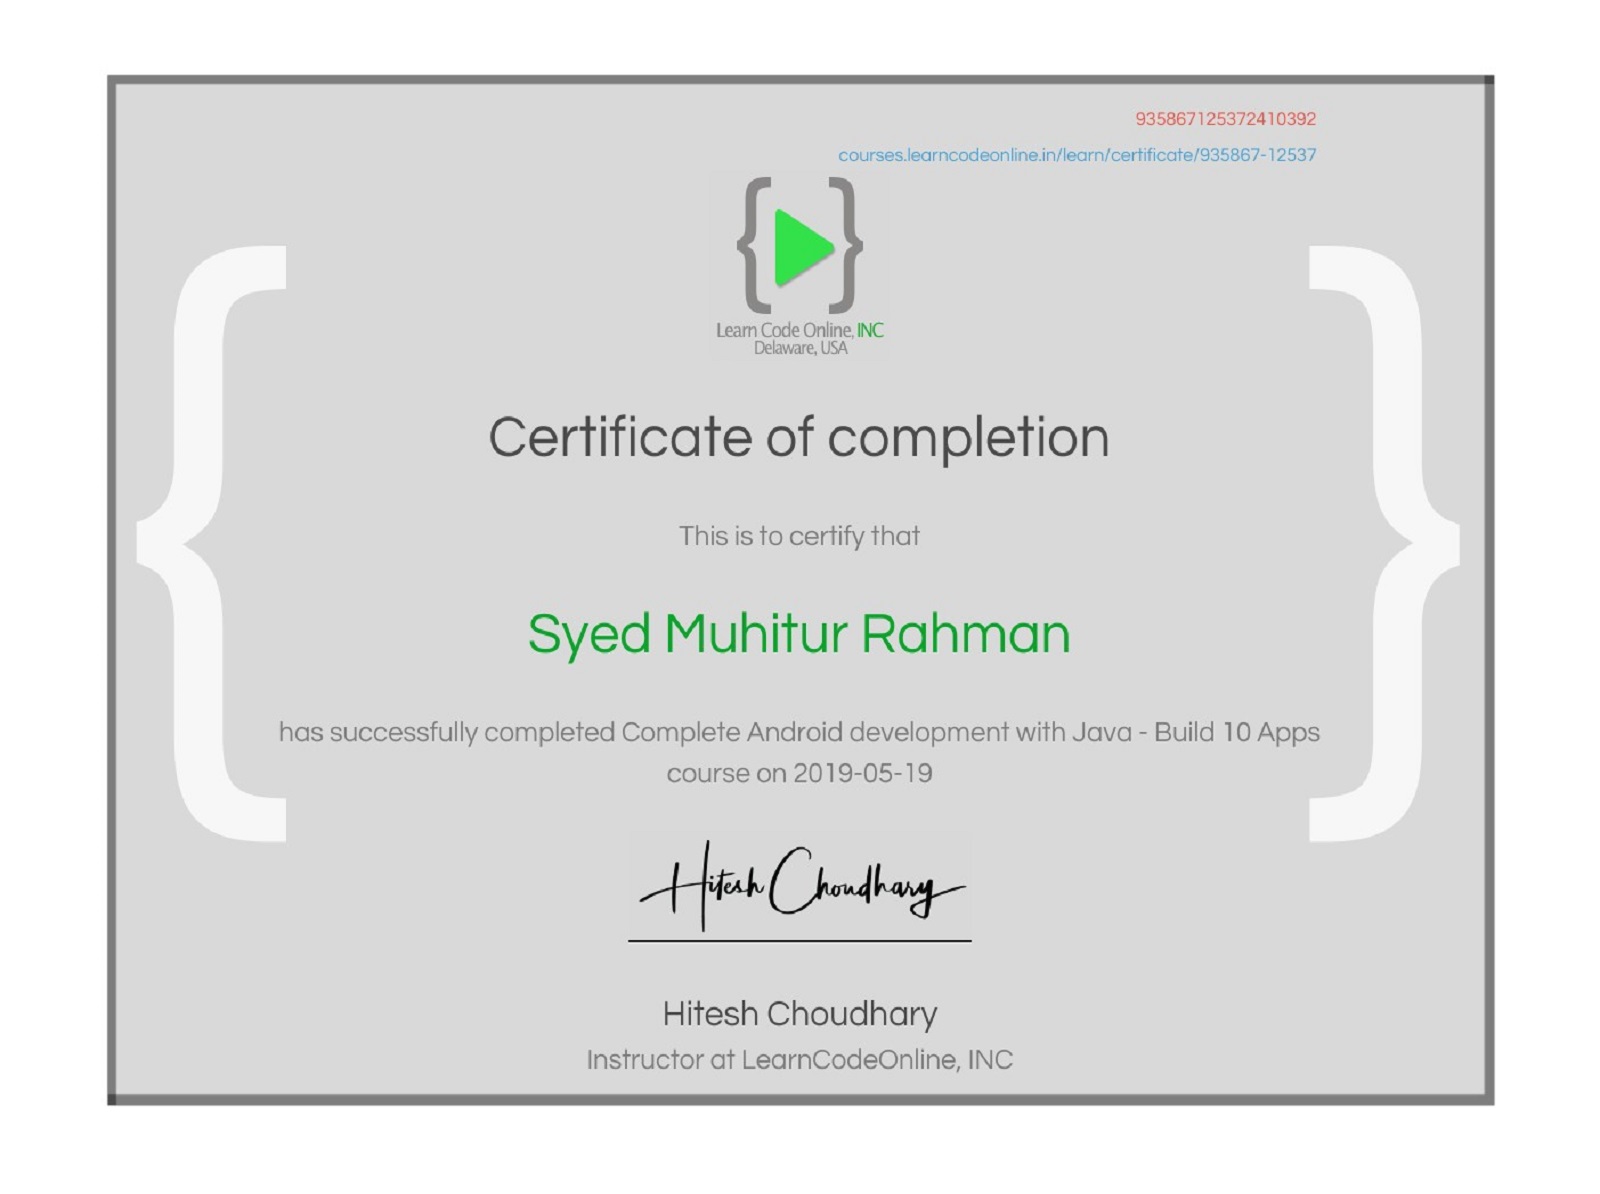 935867125372410392
courses.learncodeonline.in/learn/certificate/935867-12537
Learn Code Online, INC
Delaware, USA
Certificate of completion
This is to certify that
Syed Muhitur Rahman
has successfully completed Complete Android development with Java - Build 10 Apps
course on 2019-05-19
Hitesh Choudhary
Hitesh Choudhary
Instructor at LearnCodeOnline, INC